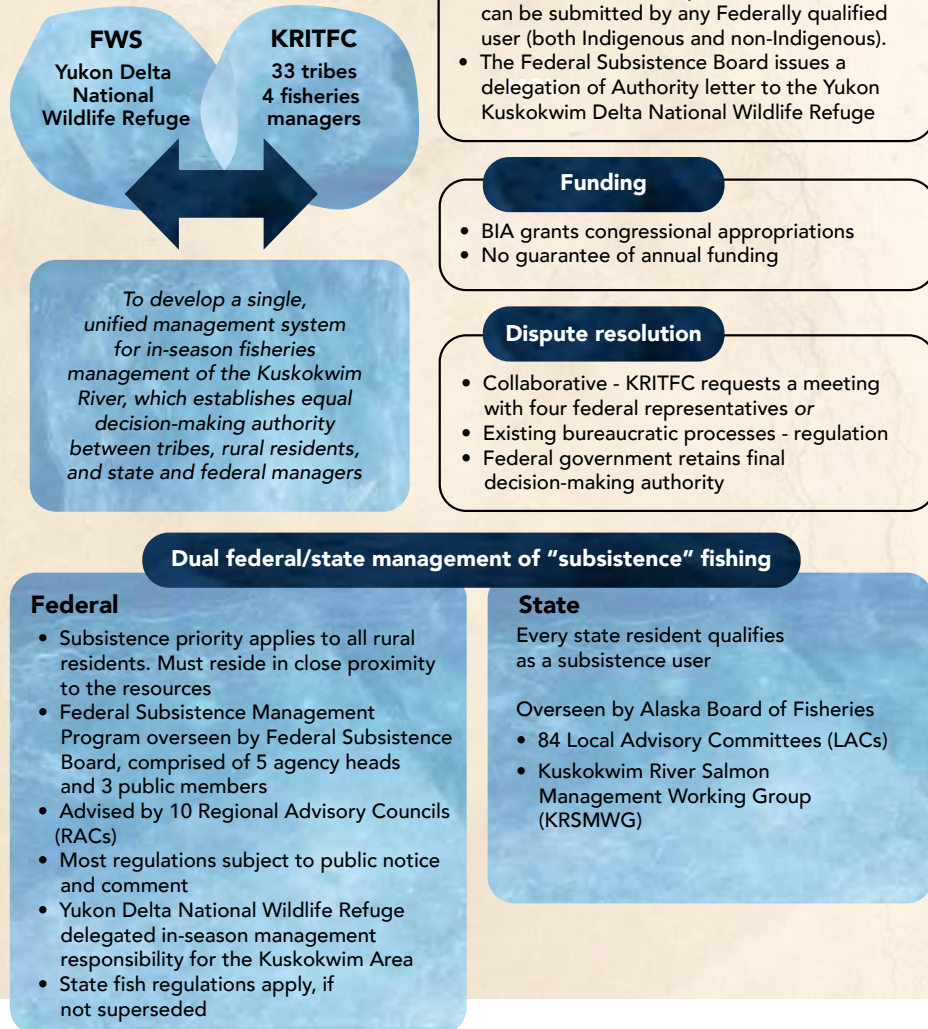 FWS
Yukon Delta
National
Wildlife Refuge
KRITFC
33 tribes
4 fisheries
managers
To develop a single,
unified management system
for in-season fisheries
management of the Kuskokwim
River, which establishes equal
decision-making authority
between tribes, rural residents,
and state and federal managers
can be submitted by any Federally qualified
user (both Indigenous and non-Indigenous).
• The Federal Subsistence Board issues a
delegation of Authority letter to the Yukon
Kuskokwim Delta National Wildlife Refuge
Funding
• BIA grants congressional appropriations
• No guarantee of annual funding
Dispute resolution
• Collaborative - KRITFC requests a meeting
with four federal representatives or
• Existing bureaucratic processes - regulation
• Federal government retains final
decision-making authority
Dual federal/state management of “subsistence” fishing
Federal
• Subsistence priority applies to all rural
residents. Must reside in close proximity
to the resources
• Federal Subsistence Management
Program overseen by Federal Subsistence
Board, comprised of 5 agency heads
and 3 public members
• Advised by 10 Regional Advisory Councils
(RACs)
• Most regulations subject to public notice
and comment
• Yukon Delta National Wildlife Refuge
delegated in-season management
responsibility for the Kuskokwim Area
• State fish regulations apply, if
not superseded
State
Every state resident qualifies
as a subsistence user
Overseen by Alaska Board of Fisheries
• 84 Local Advisory Committees (LACs)
• Kuskokwim River Salmon
Management Working Group
(KRSMWG)